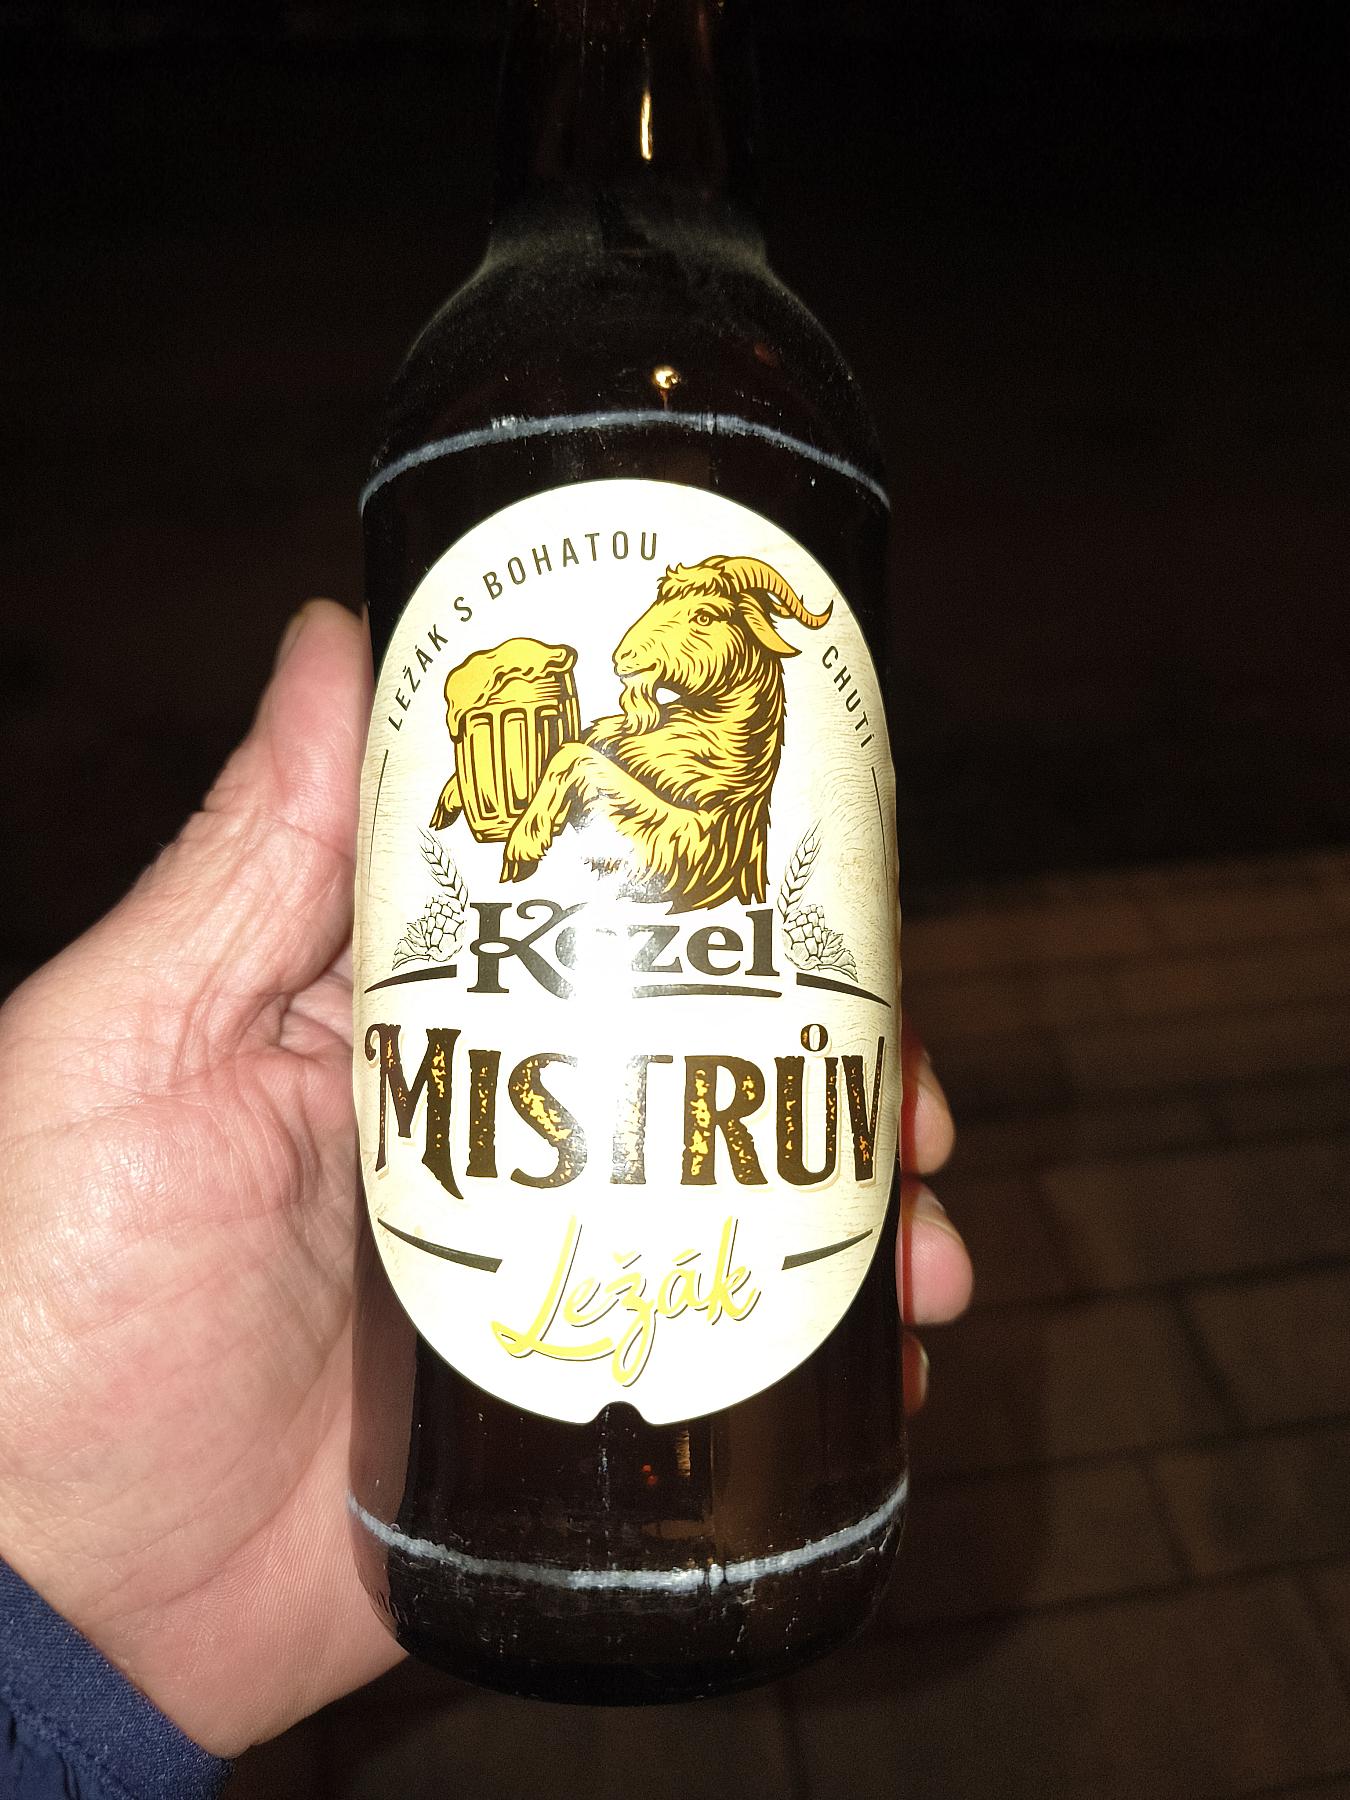 LEŽÁK S BOHATOU CHUTÍ
Kozel
MISTRŮV
Ležák